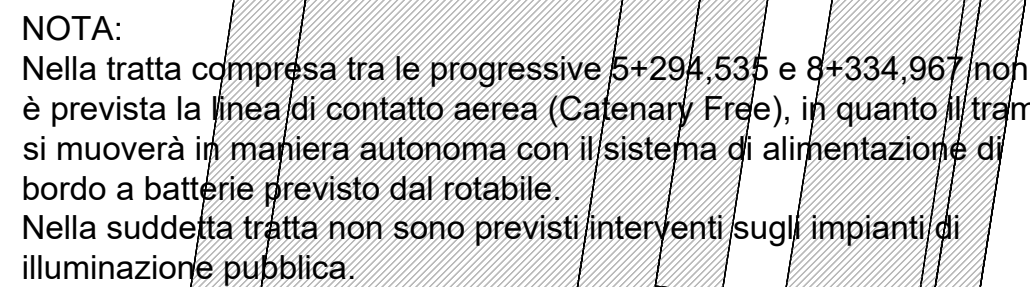 NOTA:
Nella tratta compresa tra le progressive 5+294,535 e 8+334,967 non
è prevista la linea di contatto aerea (Catenary Free), in quanto il tram
si muoverà in maniera autonoma con il sistema di alimentazione di
bordo a batterie previsto dal rotabile.
Nella suddetta tratta non sono previsti interventi sugli impianti di
illuminazione pubblica.